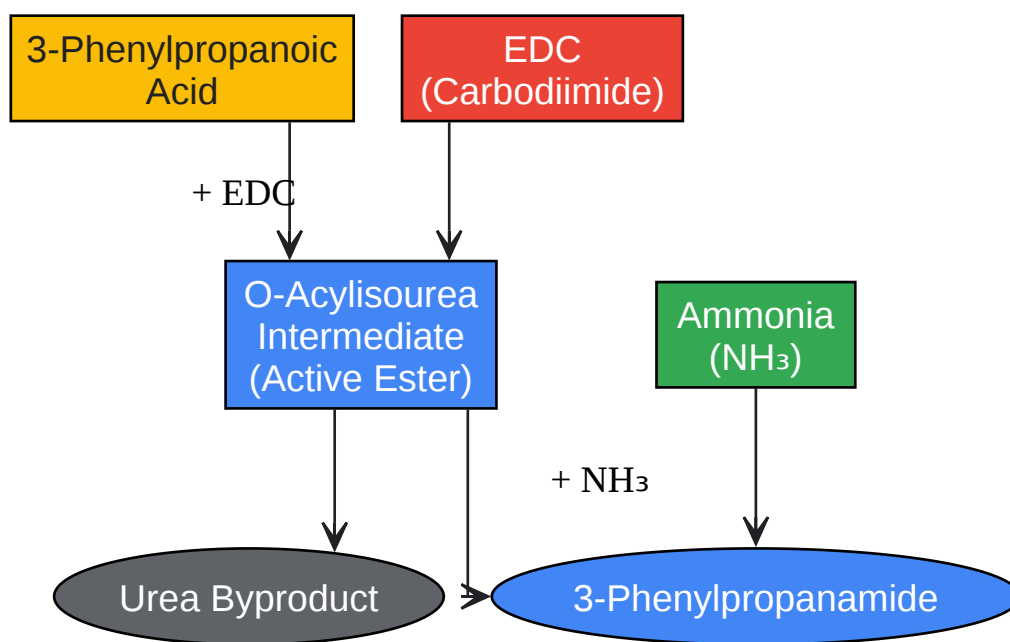 3-Phenylpropanoic
Acid
EDC
(Carbodiimide)
+ EDC
O-Acylisourea
Intermediate
(Active Ester)
Ammonia
(NH₃)
+ NH₃
Urea Byproduct
3-Phenylpropanamide